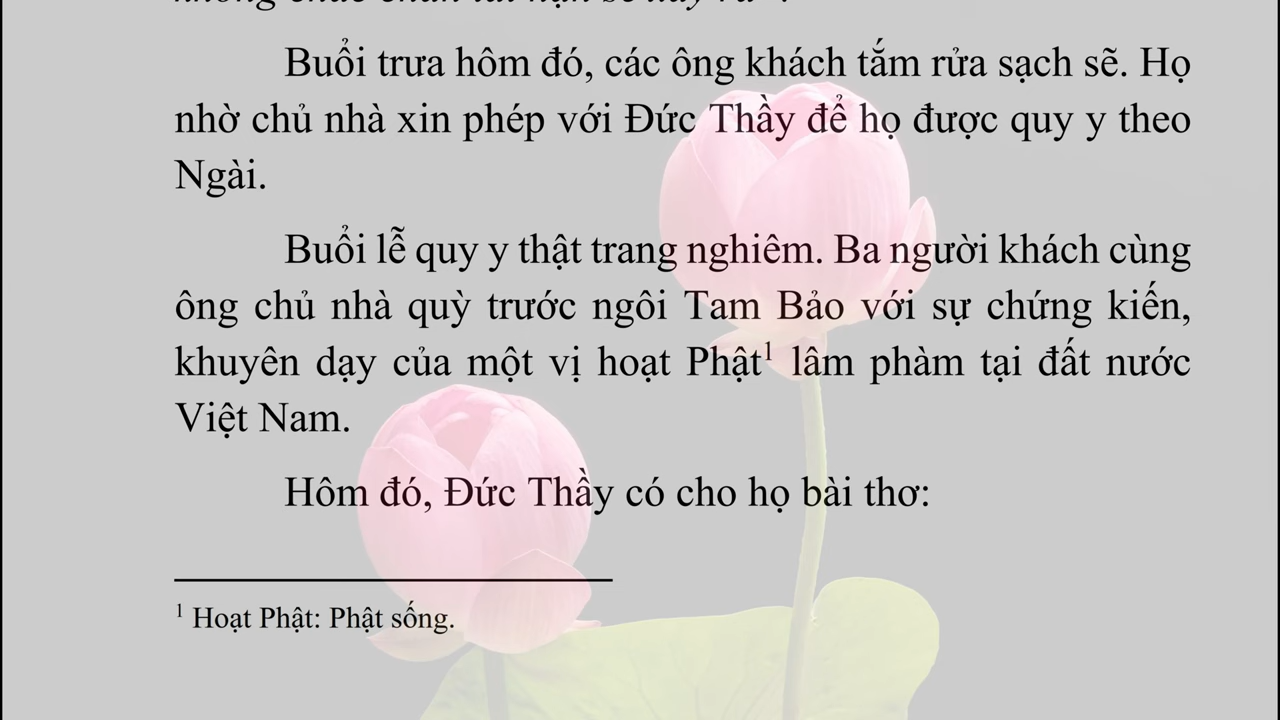 Buổi trưa hôm đó, các ông khách tắm rửa sạch sẽ. Họ
nhờ chủ nhà xin phép với Đức Thầy để họ được quy y theo
Ngài.
Buổi lễ quy y thật trang nghiêm. Ba người khách cùng
ông chủ nhà quỳ trước ngôi Tam Bảo với sự chứng kiến,
khuyên dạy của một vị hoạt Phật¹ lâm phàm tại đất nước
Việt Nam.
Hôm đó, Đức Thầy có cho họ bài thơ:
¹ Hoạt Phật: Phật sống.